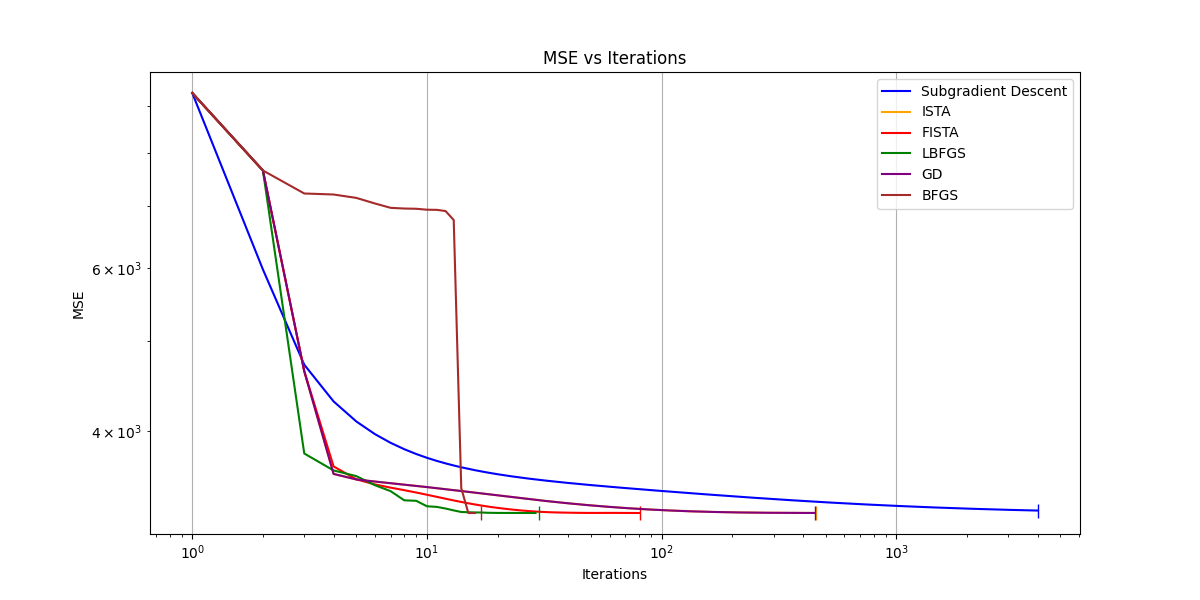 MSE vs Iterations
Subgradient Descent
ISTA
FISTA
LBFGS
GD
BFGS
6 × 10³
4 × 10³
MSE
10⁰
10¹
10²
10³
Iterations